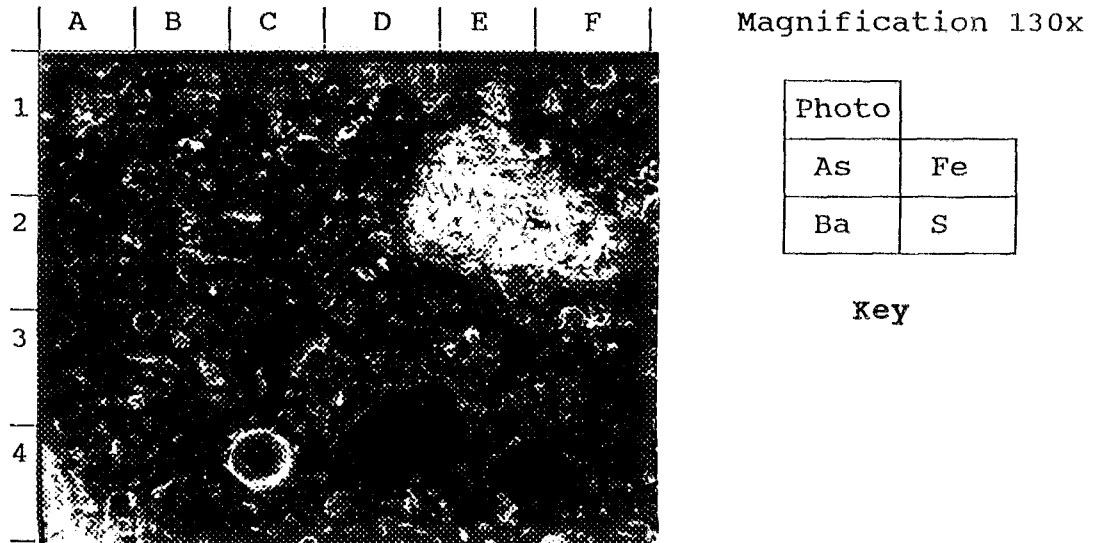 A B C D E F
Magnification 130x
1
2
3
4
Photo
As Fe
Ba S
Key